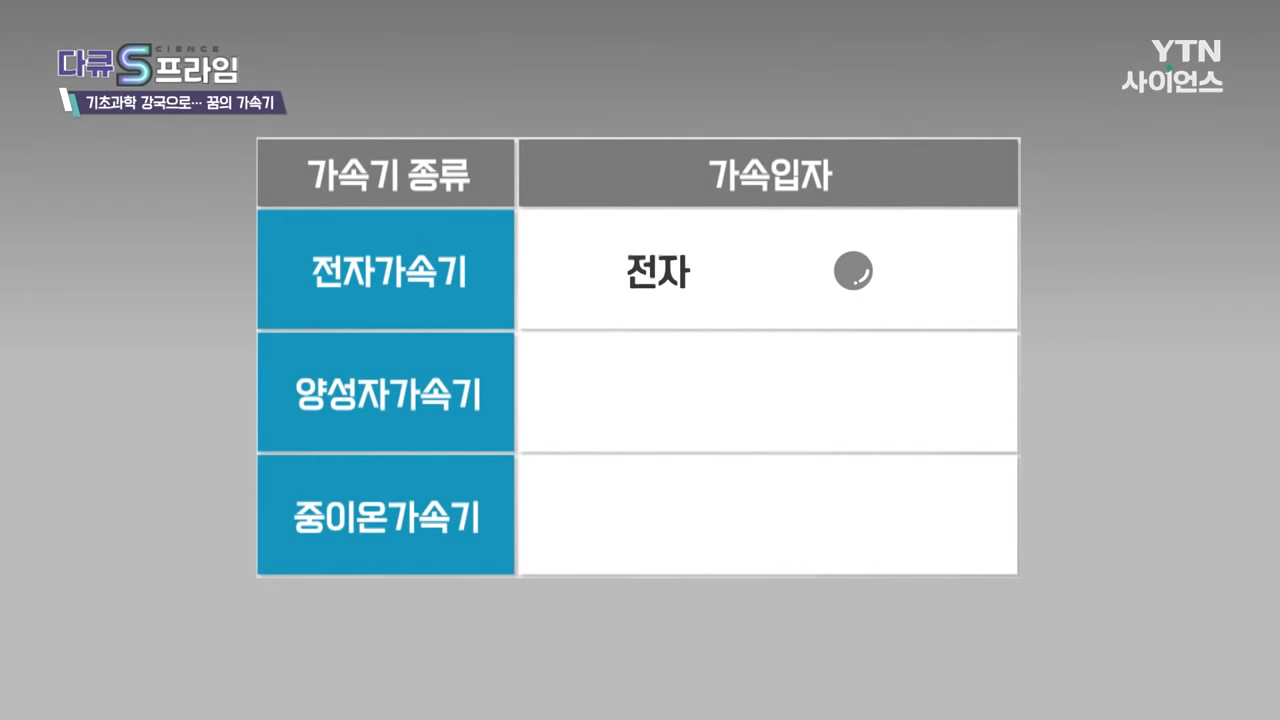 다큐 S 프라임
CIENCE
기초과학 강국으로… 꿈의 가속기
YTN
사이언스
가속기 종류
가속입자
전자가속기
전자
양성자가속기
중이온가속기